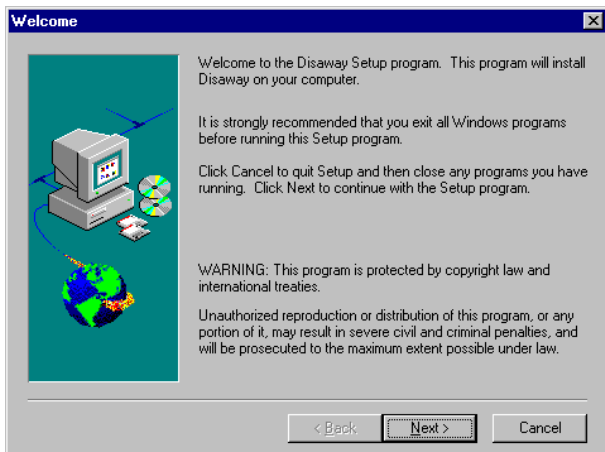 Welcome
Welcome to the Disaway Setup program. This program will install
Disaway on your computer.
It is strongly recommended that you exit all Windows programs
before running this Setup program.
Click Cancel to quit Setup and then close any programs you have
running. Click Next to continue with the Setup program.
WARNING: This program is protected by copyright law and
international treaties.
Unauthorized reproduction or distribution of this program, or any
portion of it, may result in severe civil and criminal penalties, and
will be prosecuted to the maximum extent possible under law.
< Back
Next >
Cancel